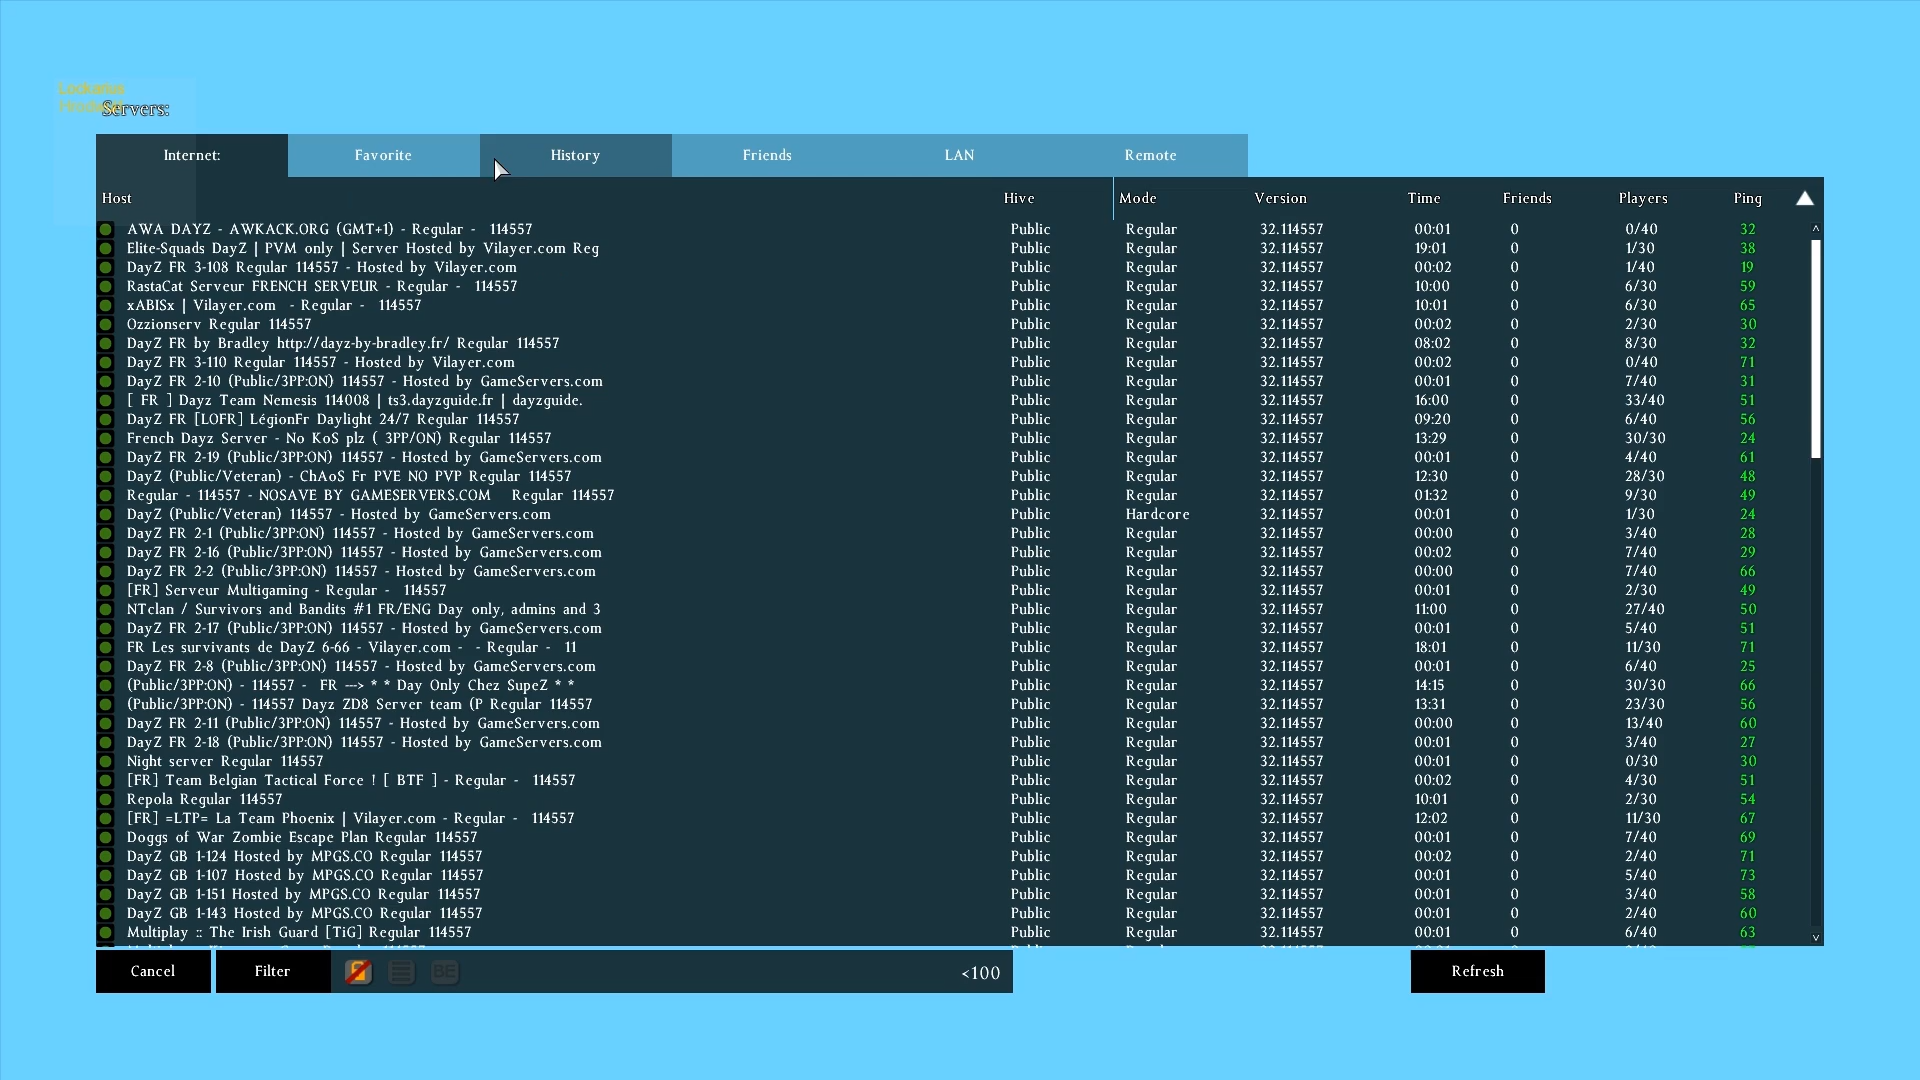 Lockarius
Servers:
Internet: Favorite History Friends LAN Remote
Host Hive Mode Version Time Friends Players Ping
AWA DAYZ - AWKACK.ORG (GMT+1) - Regular - 114557 Public Regular 32.114557 00:01 0 0/40 32
Elite-Squads DayZ | PVM only | Server Hosted by Vilayer.com Reg Public Regular 32.114557 19:01 0 1/30 38
DayZ FR 3-108 Regular 114557 - Hosted by Vilayer.com Public Regular 32.114557 00:02 0 1/40 19
RastaCat Serveur FRENCH SERVEUR - Regular - 114557 Public Regular 32.114557 10:00 0 6/30 59
xABISx | Vilayer.com - Regular - 114557 Public Regular 32.114557 10:01 0 6/30 65
Ozzionserv Regular 114557 Public Regular 32.114557 00:02 0 2/30 30
DayZ FR by Bradley http://dayz-by-bradley.fr/ Regular 114557 Public Regular 32.114557 08:02 0 8/30 32
DayZ FR 3-110 Regular 114557 - Hosted by Vilayer.com Public Regular 32.114557 00:02 0 0/40 71
DayZ FR 2-10 (Public/3PP:ON) 114557 - Hosted by GameServers.com Public Regular 32.114557 00:01 0 7/40 31
[ FR ] Dayz Team Nemesis 114008 | ts3.dayzguide.fr | dayzguide. Public Regular 32.114557 16:00 0 33/40 51
DayZ FR [LOFR] LégionFr Daylight 24/7 Regular 114557 Public Regular 32.114557 09:20 0 6/40 56
French Dayz Server - No KoS plz ( 3PP/ON) Regular 114557 Public Regular 32.114557 13:29 0 30/30 24
DayZ FR 2-19 (Public/3PP:ON) 114557 - Hosted by GameServers.com Public Regular 32.114557 00:01 0 4/40 61
DayZ (Public/Veteran) - ChAoS Fr PVE NO PVP Regular 114557 Public Regular 32.114557 12:30 0 28/30 48
Regular - 114557 - NOSAVE BY GAMESERVERS.COM Regular 114557 Public Regular 32.114557 01:32 0 9/30 49
DayZ (Public/Veteran) 114557 - Hosted by GameServers.com Public Hardcore 32.114557 00:01 0 1/30 24
DayZ FR 2-1 (Public/3PP:ON) 114557 - Hosted by GameServers.com Public Regular 32.114557 00:00 0 3/40 28
DayZ FR 2-16 (Public/3PP:ON) 114557 - Hosted by GameServers.com Public Regular 32.114557 00:02 0 7/40 29
DayZ FR 2-2 (Public/3PP:ON) 114557 - Hosted by GameServers.com Public Regular 32.114557 00:00 0 7/40 66
[FR] Serveur Multigaming - Regular - 114557 Public Regular 32.114557 00:01 0 2/30 49
NTclan / Survivors and Bandits #1 FR/ENG Day only, admins and 3 Public Regular 32.114557 11:00 0 27/40 50
DayZ FR 2-17 (Public/3PP:ON) 114557 - Hosted by GameServers.com Public Regular 32.114557 00:01 0 5/40 51
FR Les survivants de DayZ 6-66 - Vilayer.com - - Regular - 11 Public Regular 32.114557 18:01 0 11/30 71
DayZ FR 2-8 (Public/3PP:ON) 114557 - Hosted by GameServers.com Public Regular 32.114557 00:01 0 6/40 25
(Public/3PP:ON) - 114557 - FR ---> * * Day Only Chez SupeZ * * Public Regular 32.114557 14:15 0 30/30 66
(Public/3PP:ON) - 114557 Dayz ZD8 Server team (P Regular 114557 Public Regular 32.114557 13:31 0 23/30 56
DayZ FR 2-11 (Public/3PP:ON) 114557 - Hosted by GameServers.com Public Regular 32.114557 00:00 0 13/40 60
DayZ FR 2-18 (Public/3PP:ON) 114557 - Hosted by GameServers.com Public Regular 32.114557 00:01 0 3/40 27
Night server Regular 114557 Public Regular 32.114557 00:01 0 0/30 30
[FR] Team Belgian Tactical Force ! [ BTF ] - Regular - 114557 Public Regular 32.114557 00:02 0 4/30 51
Repola Regular 114557 Public Regular 32.114557 10:01 0 2/30 54
[FR] =LTP= La Team Phoenix | Vilayer.com - Regular - 114557 Public Regular 32.114557 12:02 0 11/30 67
Doggs of War Zombie Escape Plan Regular 114557 Public Regular 32.114557 00:01 0 7/40 69
DayZ GB 1-124 Hosted by MPGS.CO Regular 114557 Public Regular 32.114557 00:02 0 2/40 71
DayZ GB 1-107 Hosted by MPGS.CO Regular 114557 Public Regular 32.114557 00:01 0 5/40 73
DayZ GB 1-151 Hosted by MPGS.CO Regular 114557 Public Regular 32.114557 00:01 0 3/40 58
DayZ GB 1-143 Hosted by MPGS.CO Regular 114557 Public Regular 32.114557 00:01 0 2/40 60
Multiplay :: The Irish Guard [TiG] Regular 114557 Public Regular 32.114557 00:01 0 6/40 63
Cancel Filter BE <100 Refresh